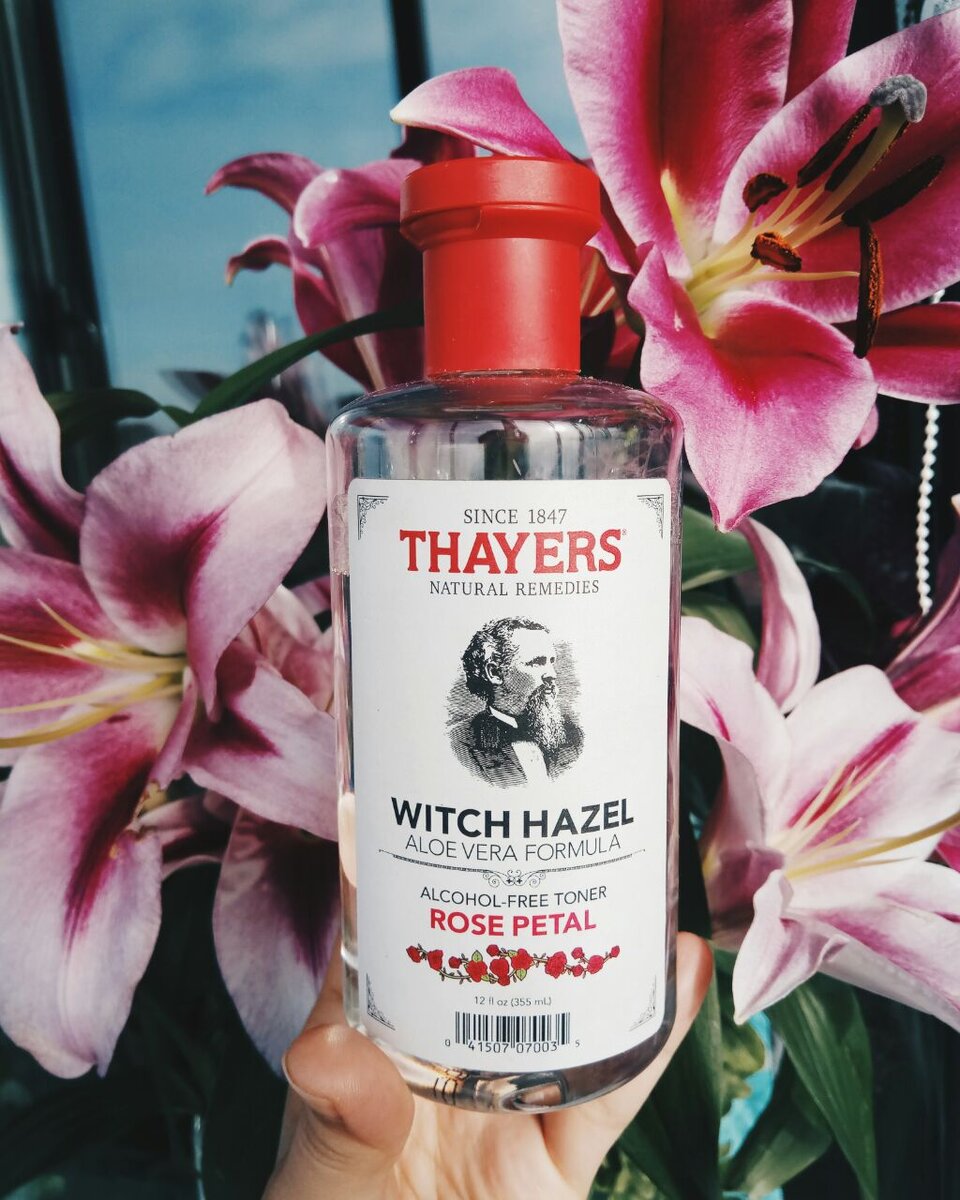 SINCE 1847
THAYERS®
NATURAL REMEDIES
WITCH HAZEL
ALOE VERA FORMULA
ALCOHOL-FREE TONER
ROSE PETAL
12 fl oz (355 mL)
0 41507 07003 5